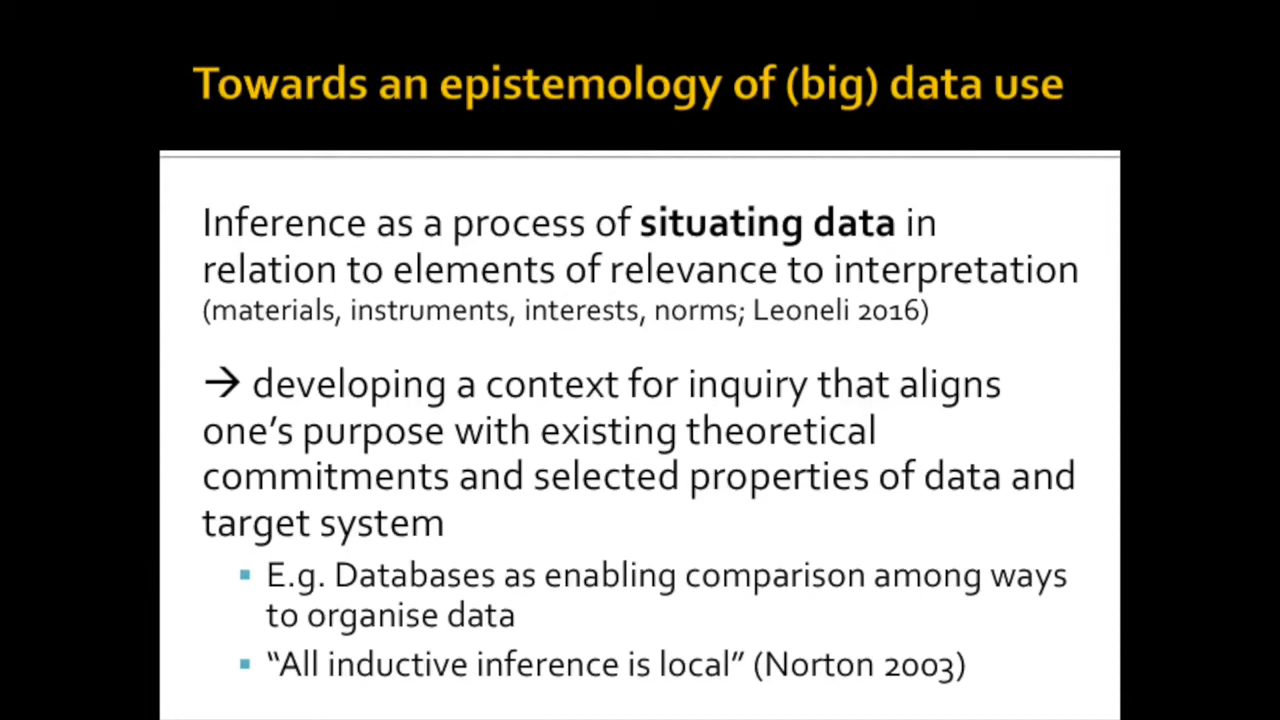 Towards an epistemology of (big) data use
Inference as a process of situating data in
relation to elements of relevance to interpretation
(materials, instruments, interests, norms; Leoneli 2016)
→ developing a context for inquiry that aligns
one’s purpose with existing theoretical
commitments and selected properties of data and
target system
▪ E.g. Databases as enabling comparison among ways
to organise data
▪ “All inductive inference is local” (Norton 2003)